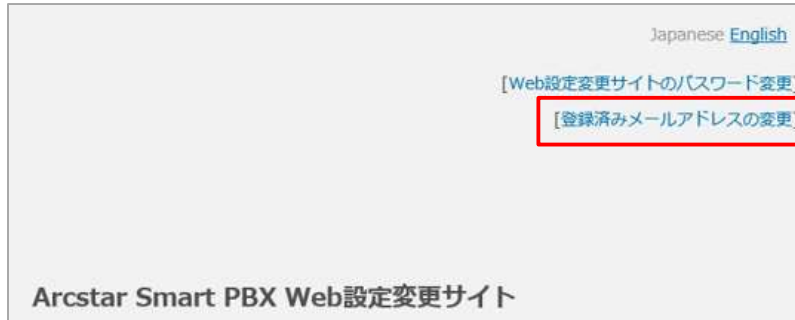 Japanese English
[Web設定変更サイトのパスワード変更]
[登録済みメールアドレスの変更]
Arcstar Smart PBX Web設定変更サイト